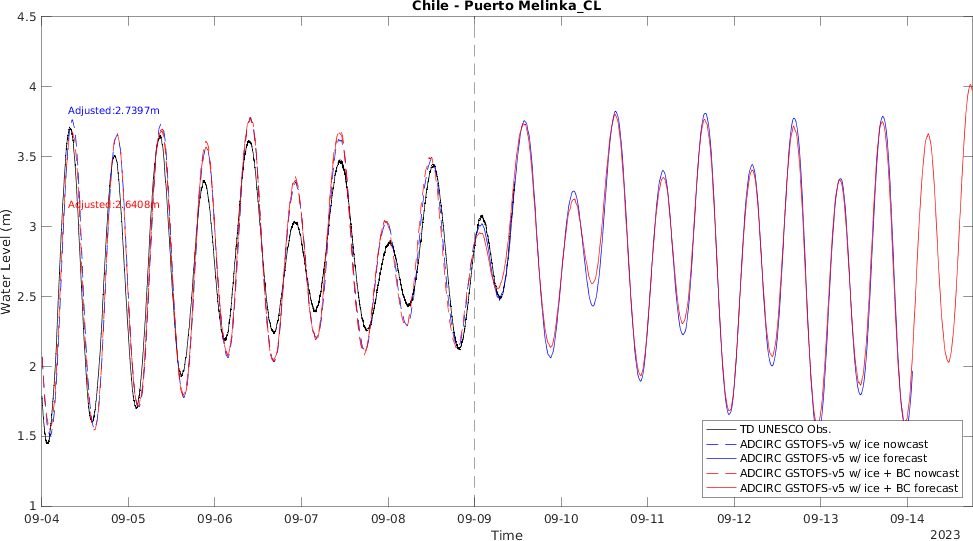 Chile - Puerto Melinka_CL
4.5
4
3.5
3
2.5
2
1.5
1
Water Level (m)
Adjusted:2.7397m
Adjusted:2.6408m
TD UNESCO Obs.
ADCIRC GSTOFS-v5 w/ ice nowcast
ADCIRC GSTOFS-v5 w/ ice forecast
ADCIRC GSTOFS-v5 w/ ice + BC nowcast
ADCIRC GSTOFS-v5 w/ ice + BC forecast
09-04 09-05 09-06 09-07 09-08 09-09 09-10 09-11 09-12 09-13 09-14
Time
2023